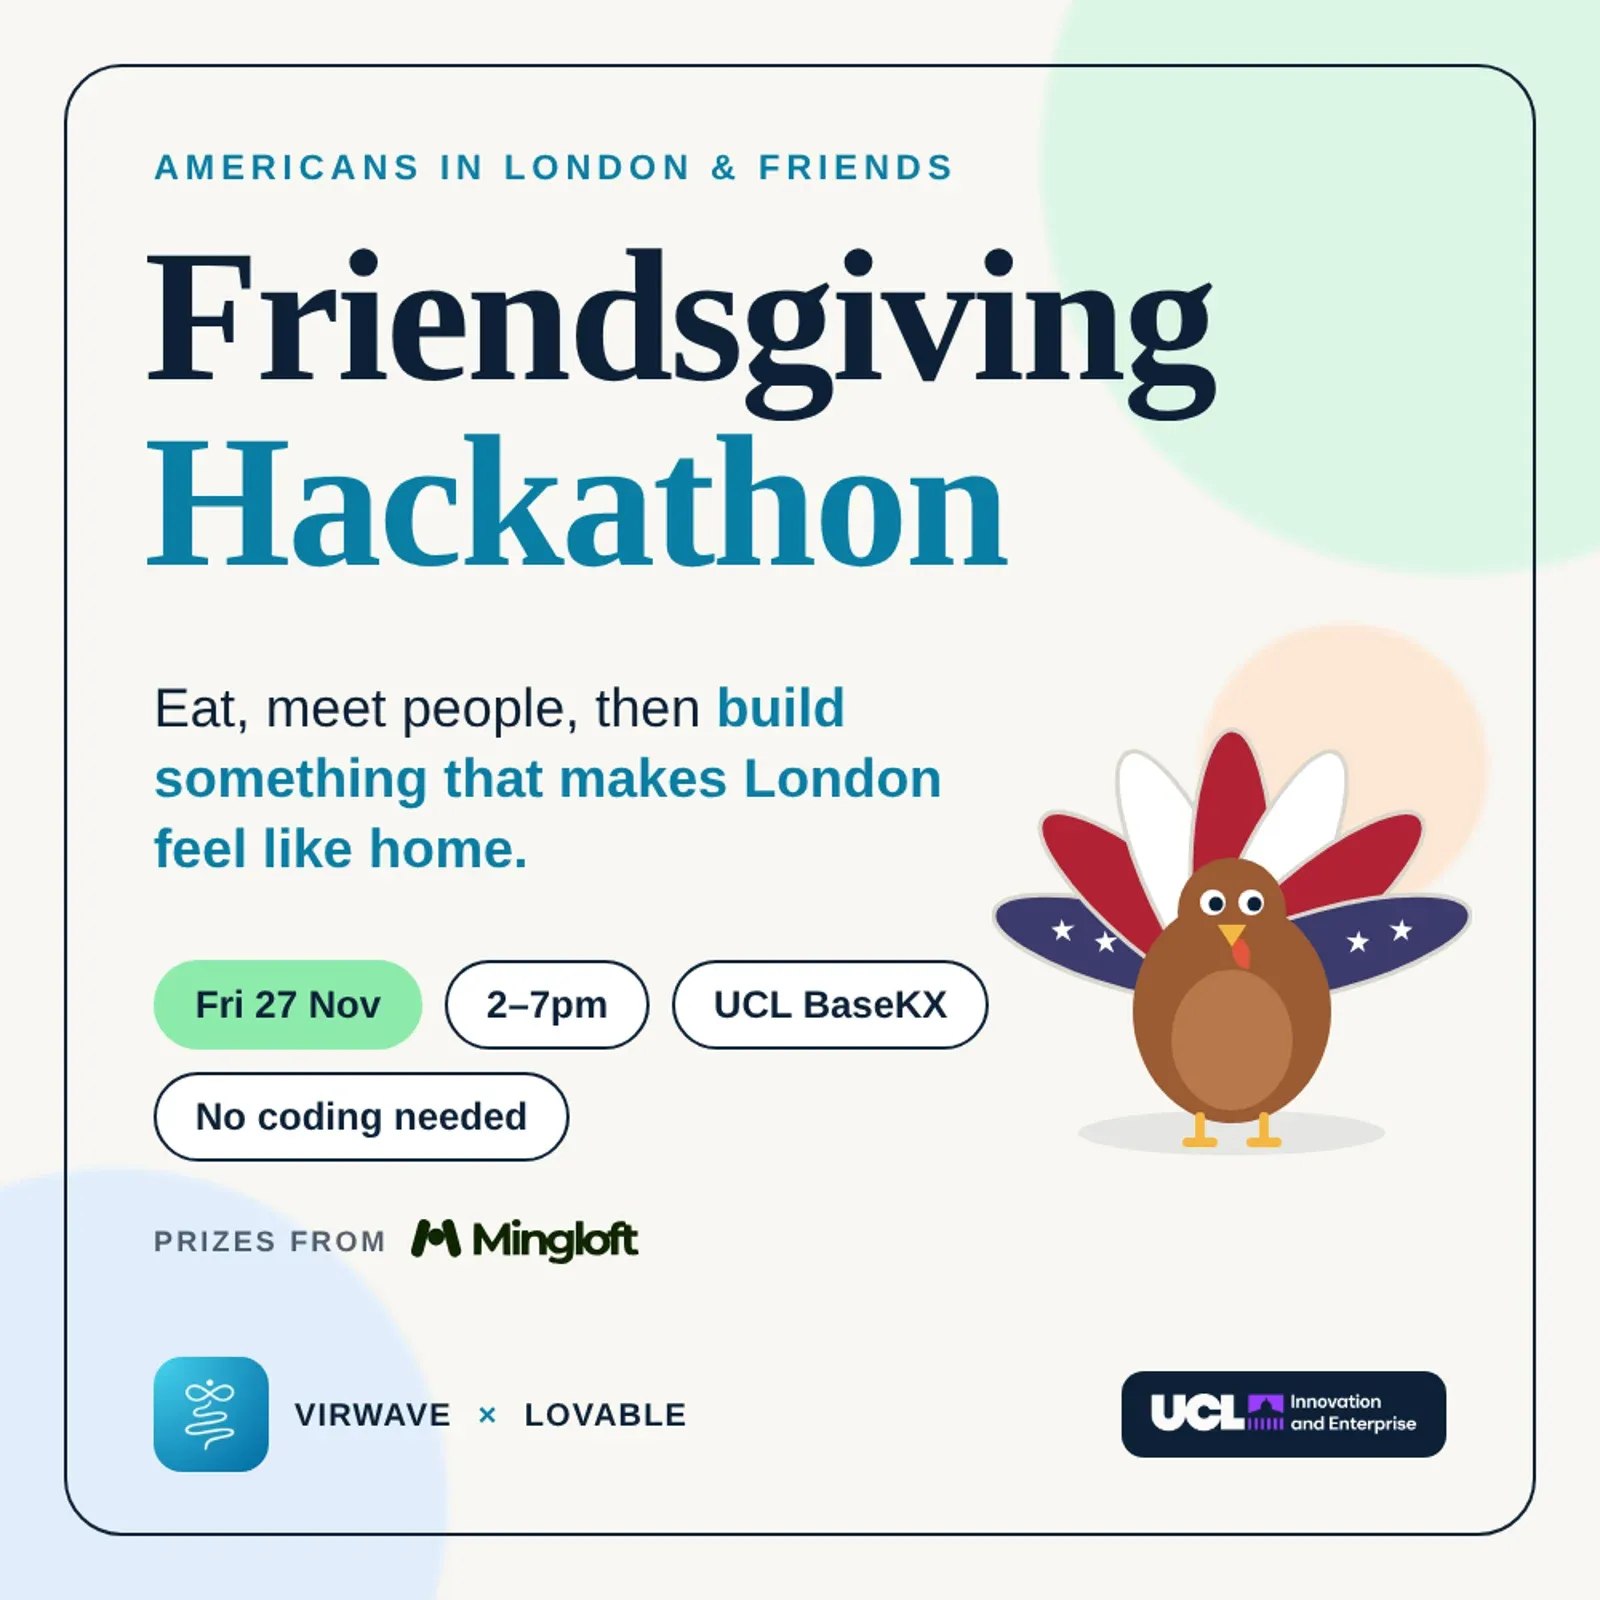 AMERICANS IN LONDON & FRIENDS
Friendsgiving
Hackathon
Eat, meet people, then build
something that makes London
feel like home.
Fri 27 Nov
2–7pm
UCL BaseKX
No coding needed
PRIZES FROM Mingloft
VIRWAVE × LOVABLE
UCL Innovation
and Enterprise